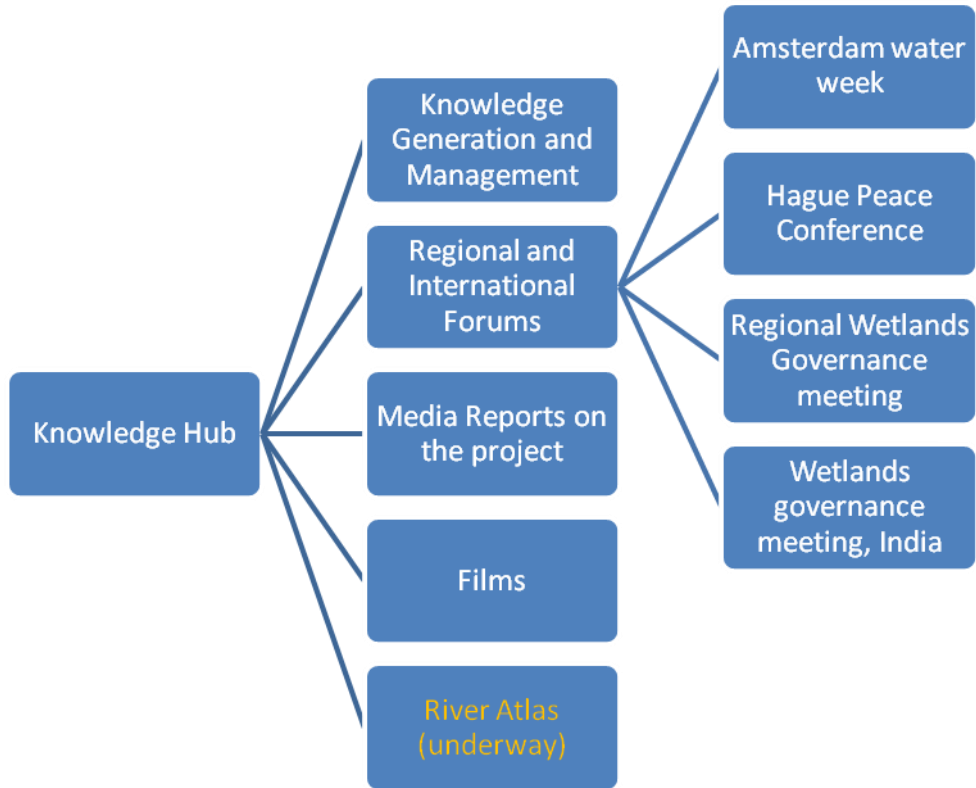 Knowledge Hub
Knowledge
Generation and
Management
Regional and
International
Forums
Media Reports on
the project
Films
River Atlas
(underway)
Amsterdam water
week
Hague Peace
Conference
Regional Wetlands
Governance
meeting
Wetlands
governance
meeting, India